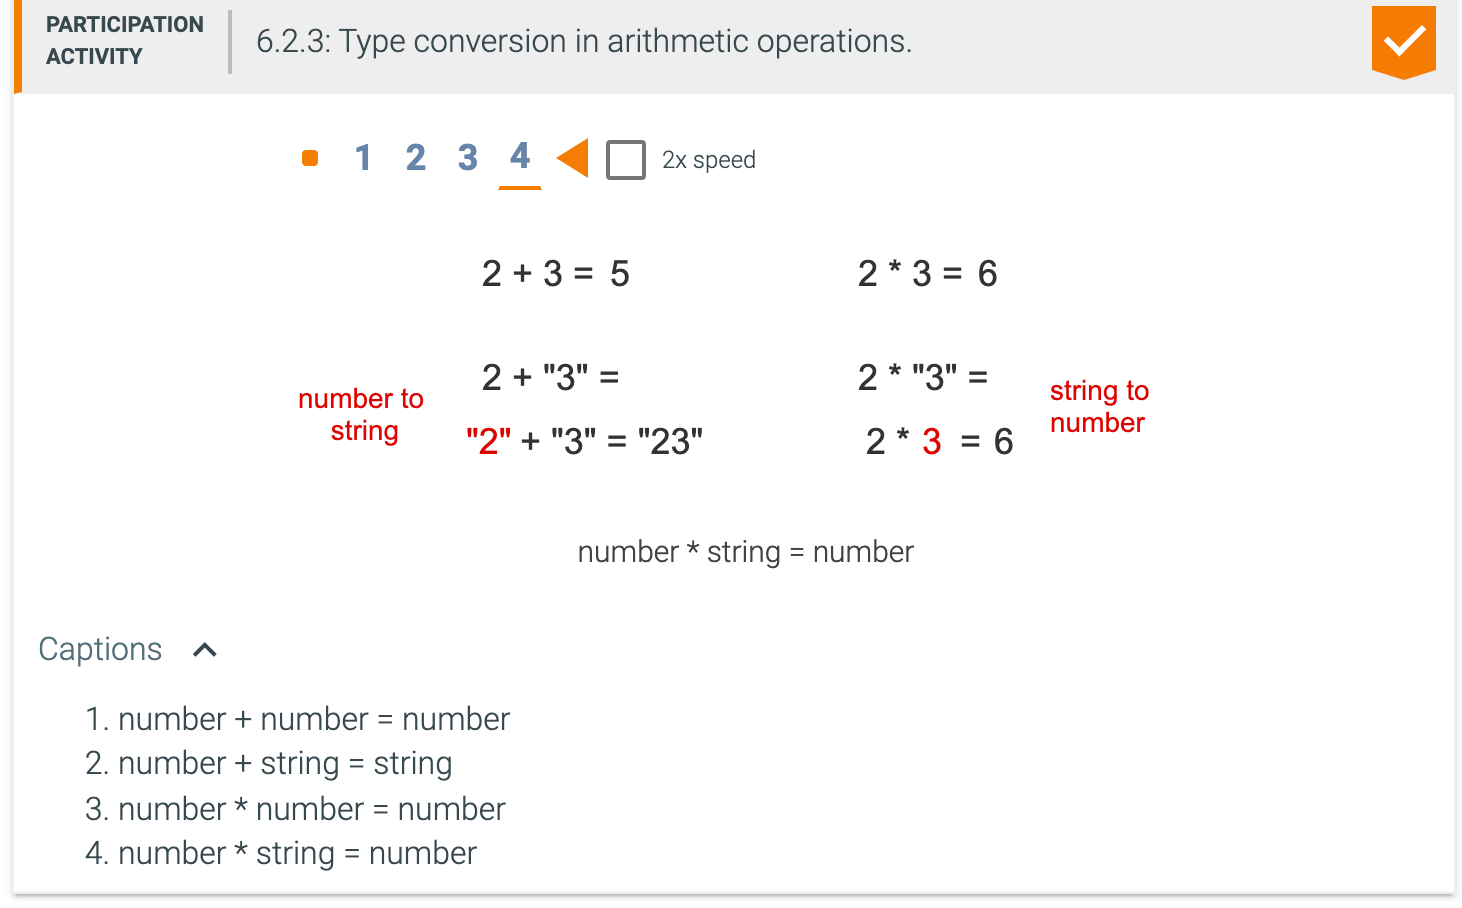 PARTICIPATION
ACTIVITY
6.2.3: Type conversion in arithmetic operations.
1 2 3 4 2x speed
2 + 3 = 5
2 * 3 = 6
2 + "3" =
2 * "3" =
number to
string
"2" + "3" = "23"
2 * 3 = 6
string to
number
number * string = number
Captions
1. number + number = number
2. number + string = string
3. number * number = number
4. number * string = number